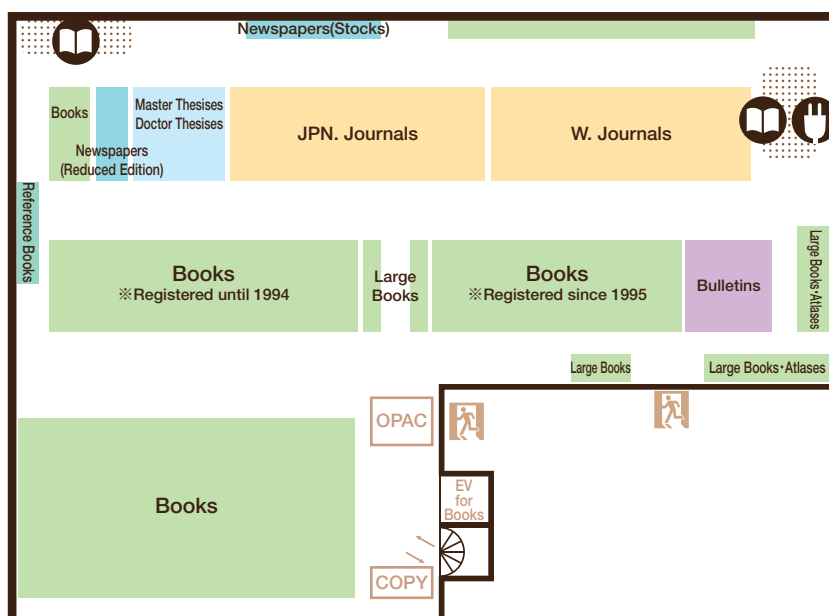 Newspapers(Stocks)
Books
Master Thesises
Doctor Thesises
Newspapers
(Reduced Edition)
JPN. Journals
W. Journals
Reference Books
Books
※Registered until 1994
Large
Books
Books
※Registered since 1995
Bulletins
Large Books･Atlases
Large Books
Large Books･Atlases
OPAC
Books
EV
for
Books
COPY